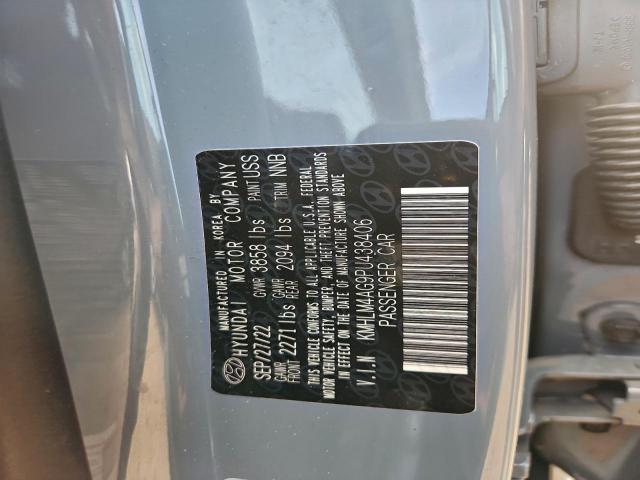 MANUFACTURED IN KOREA BY
HYUNDAI MOTOR COMPANY
SEP/27/22 GVWR 3858 lbs PAINT USS
GAWR FRONT 2271 lbs GAWR REAR 2094 lbs TRIM NNB
THIS VEHICLE CONFORMS TO ALL APPLICABLE U.S.A. FEDERAL
MOTOR VEHICLE SAFETY, BUMPER, AND THEFT PREVENTION STANDARDS
IN EFFECT ON THE DATE OF MANUFACTURE SHOWN ABOVE.
V.I.N KMHLM4AG9PU438406
PASSENGER CAR